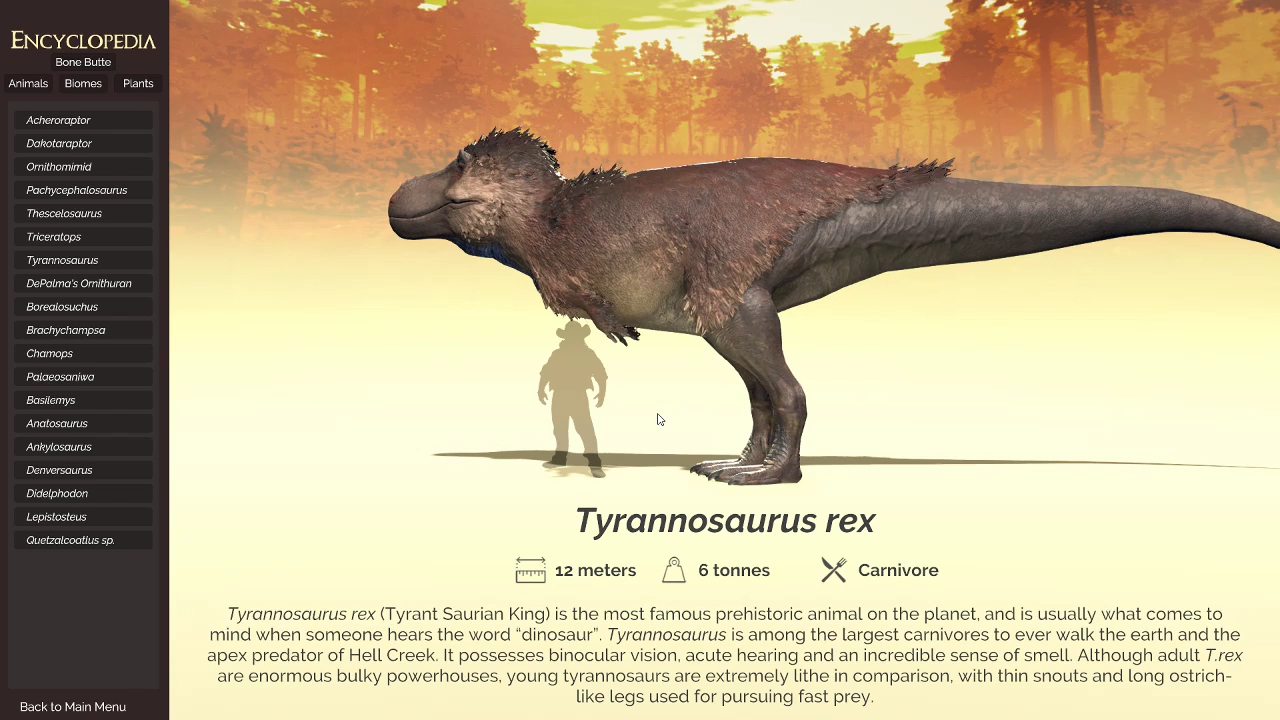 ENCYCLOPEDIA
Bone Butte
Animals Biomes Plants
Acheroraptor
Dakotaraptor
Ornithomimid
Pachycephalosaurus
Thescelosaurus
Triceratops
Tyrannosaurus
DePalma's Ornithuran
Borealosuchus
Brachychampsa
Chamops
Palaeosaniwa
Basilemys
Anatosaurus
Ankylosaurus
Denversaurus
Didelphodon
Lepistosteus
Quetzalcoatlus sp.
Back to Main Menu
Tyrannosaurus rex
12 meters 6 tonnes Carnivore
Tyrannosaurus rex (Tyrant Saurian King) is the most famous prehistoric animal on the planet, and is usually what comes to
mind when someone hears the word “dinosaur”. Tyrannosaurus is among the largest carnivores to ever walk the earth and the
apex predator of Hell Creek. It possesses binocular vision, acute hearing and an incredible sense of smell. Although adult T.rex
are enormous bulky powerhouses, young tyrannosaurs are extremely lithe in comparison, with thin snouts and long ostrich-
like legs used for pursuing fast prey.